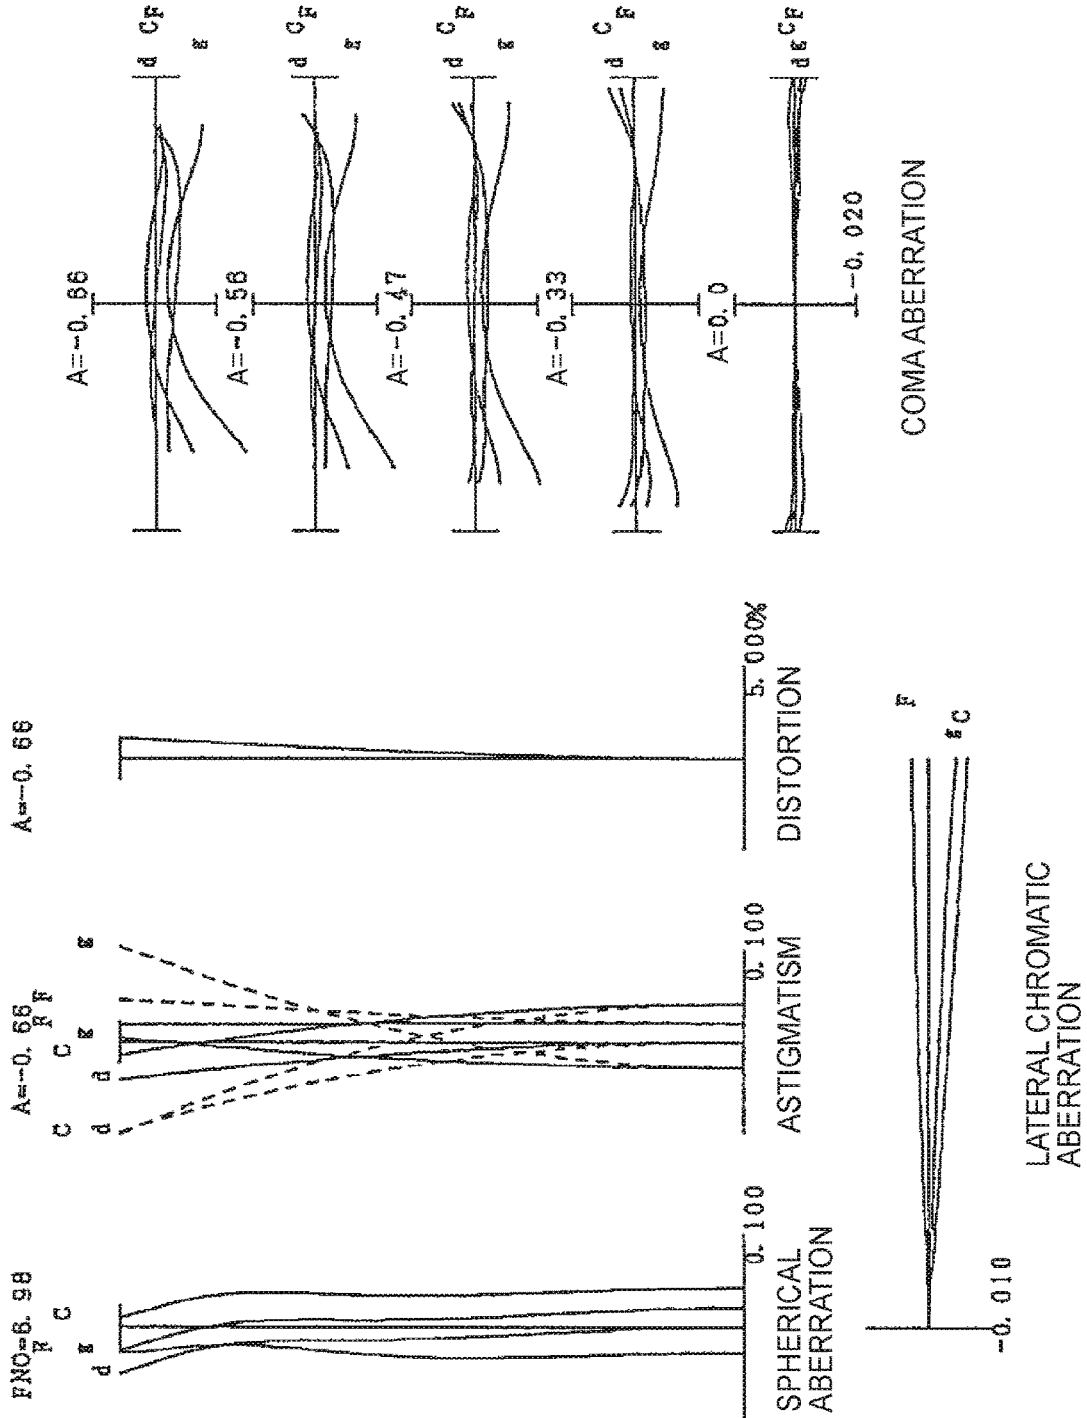 FNO=6. 98
F C
g
d
0. 100
SPHERICAL
ABERRATION
A=-0. 66
C C F F
d d g g
0. 100
ASTIGMATISM
A=-0. 66
5. 000%
DISTORTION
A=-0. 66
d C F
g
A=-0. 56
d C F
g
A=-0. 47
d C F
g
A=-0. 33
d C F
g
A=0. 0
d g C F
-0. 020
COMA ABERRATION
F
g C
-0. 010
LATERAL CHROMATIC
ABERRATION